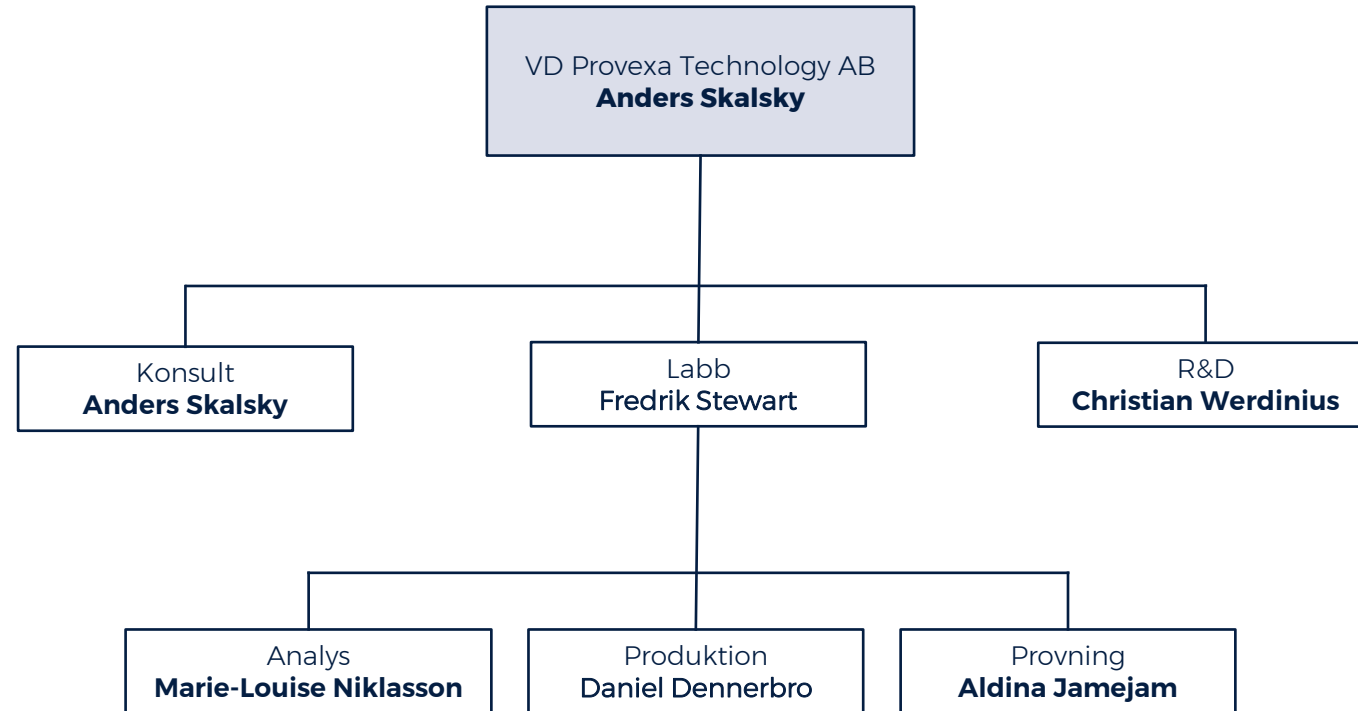 VD Provexa Technology AB
Anders Skalsky
Konsult
Anders Skalsky
Labb
Fredrik Stewart
R&D
Christian Werdinius
Analys
Marie-Louise Niklasson
Produktion
Daniel Dennerbro
Provning
Aldina Jamejam